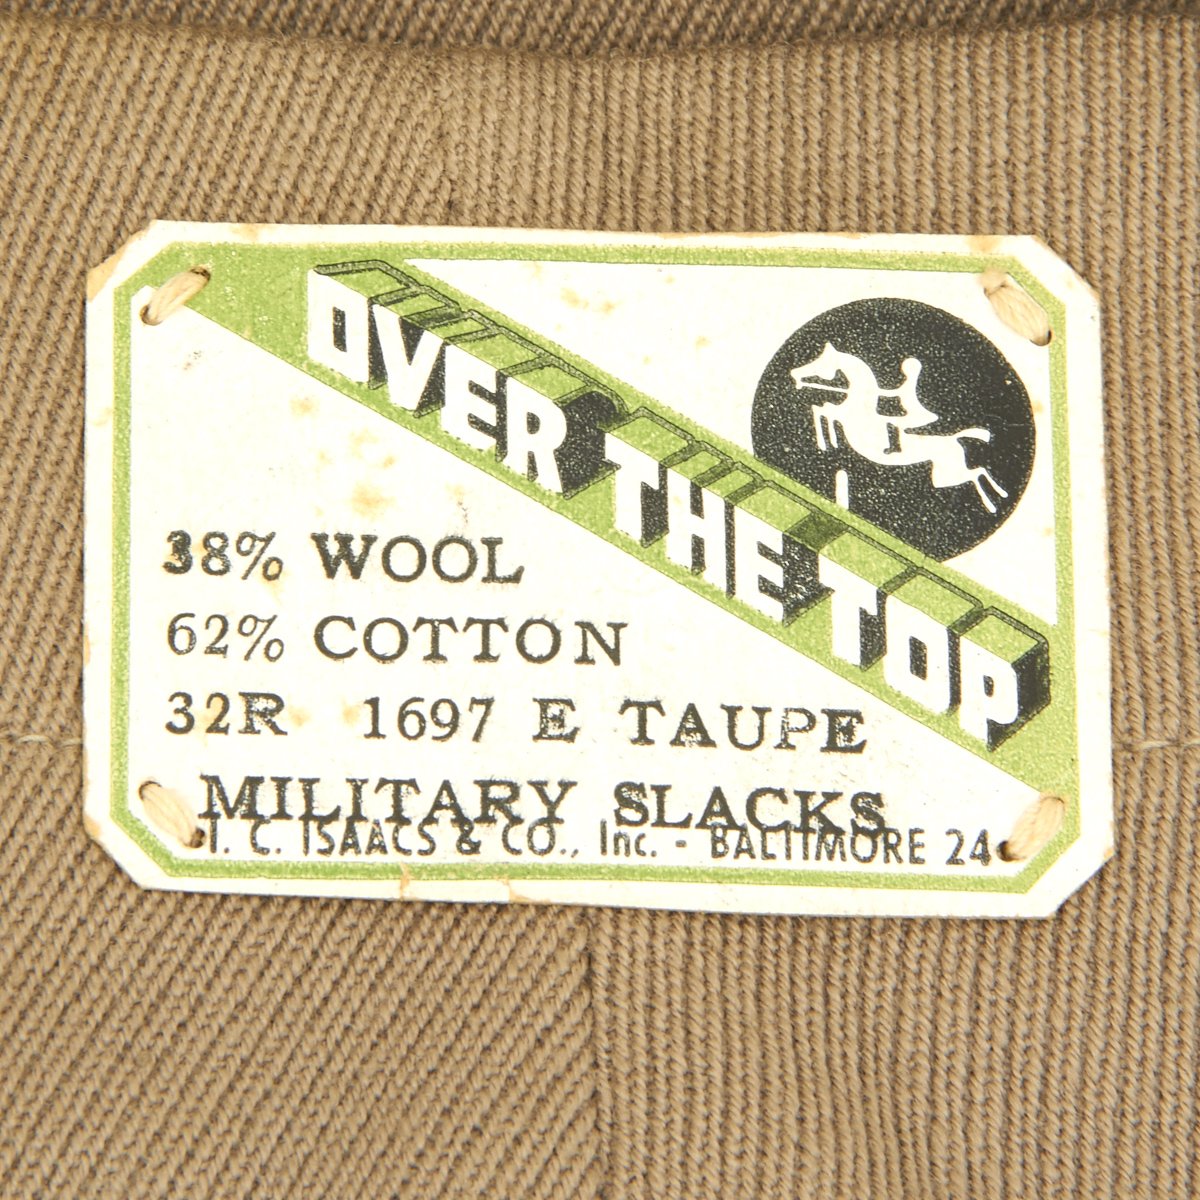 OVER THE TOP
38% WOOL
62% COTTON
32R 1697 E TAUPE
MILITARY SLACKS
I. C. ISAACS & CO., Inc. - BALTIMORE 24